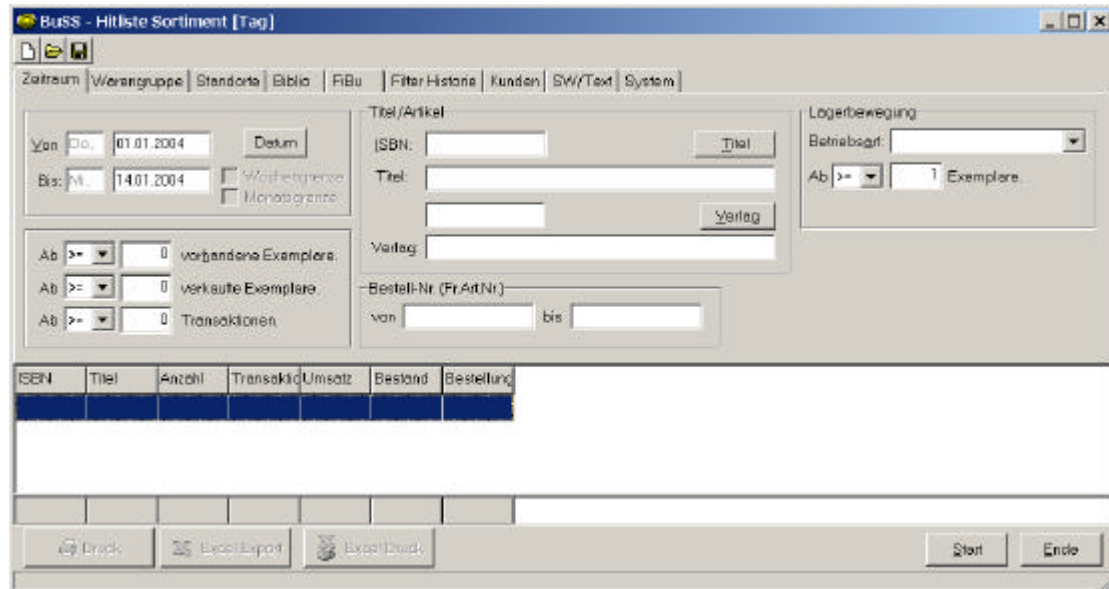 BuSS - Hitliste Sortiment [Tag]
Zeitraum Warengruppe Standorte Biblio FiBu Filter Historie Kunden SW/Text System
Von Do, 01.01.2004 Datum
Bis: Mi, 14.01.2004 Wochengrenze
Monatsgrenze
Ab >= 0 vorhandene Exemplare.
Ab >= 0 verkaufte Exemplare.
Ab >= 0 Transaktionen.
Titel/Artikel
ISBN: Titel
Titel:
Verlag
Verlag:
Bestell-Nr. (Fr.Art.Nr.)
von bis
Lagerbewegung
Betriebsart:
Ab >= 1 Exemplare.
ISBN Titel Anzahl Transaktio Umsatz Bestand Bestellung
Druck Excel Export Excel Druck Start Ende